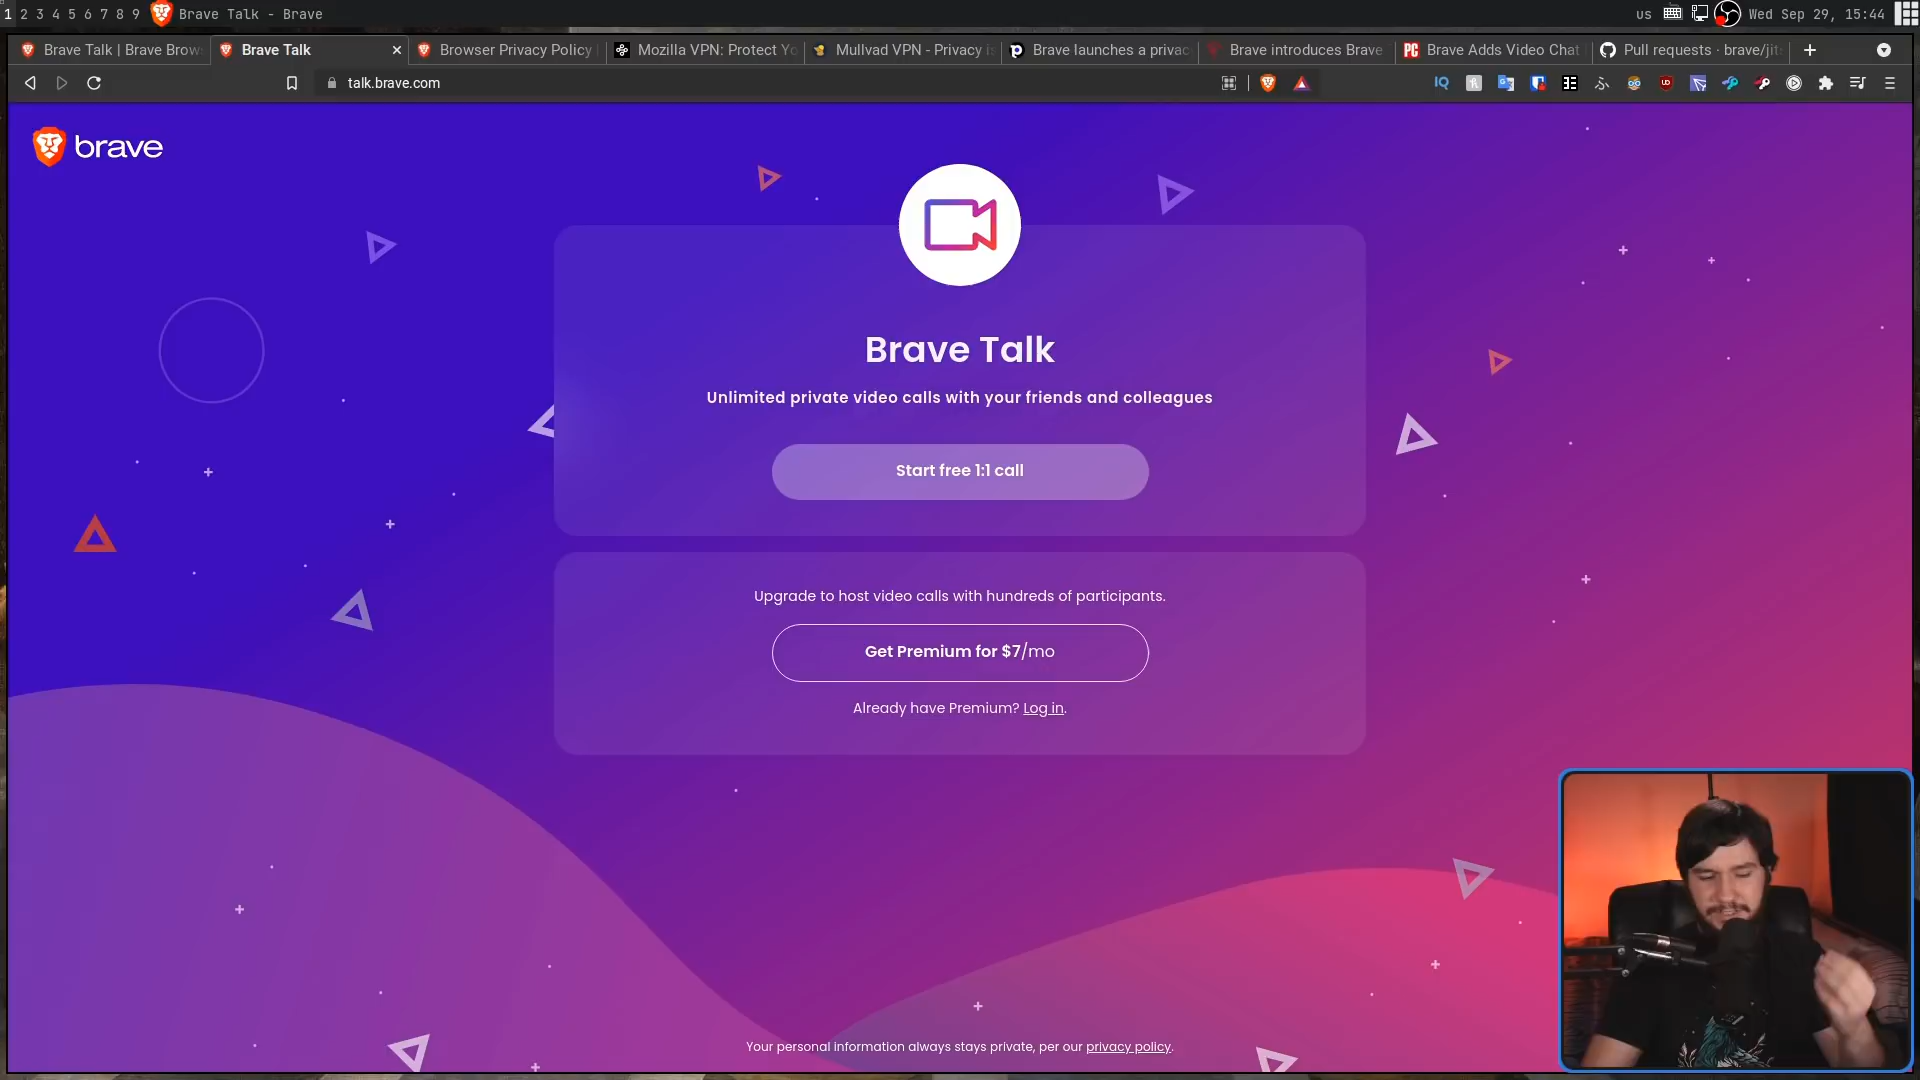 1 2 3 4 5 6 7 8 9 Brave Talk - Brave us Wed Sep 29, 15:44
Brave Talk | Brave Brows Brave Talk Browser Privacy Policy Mozilla VPN: Protect Yo Mullvad VPN - Privacy is Brave launches a privac Brave introduces Brave PC Brave Adds Video Chat Pull requests · brave/jits
talk.brave.com IQ
brave
Brave Talk
Unlimited private video calls with your friends and colleagues
Start free 1:1 call
Upgrade to host video calls with hundreds of participants.
Get Premium for $7/mo
Already have Premium? Log in.
Your personal information always stays private, per our privacy policy.